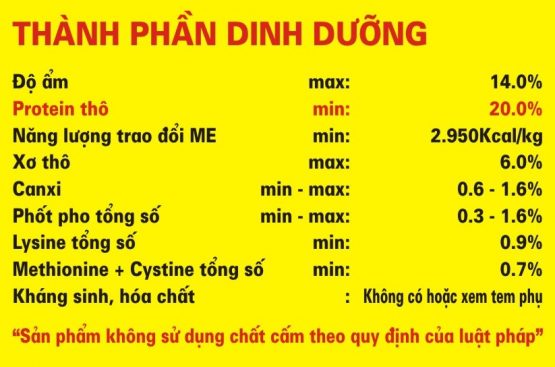 THÀNH PHẦN DINH DƯỠNG
Độ ẩm max: 14.0%
Protein thô min: 20.0%
Năng lượng trao đổi ME min: 2.950Kcal/kg
Xơ thô max: 6.0%
Canxi min - max: 0.6 - 1.6%
Phốt pho tổng số min - max: 0.3 - 1.6%
Lysine tổng số min: 0.9%
Methionine + Cystine tổng số min: 0.7%
Kháng sinh, hóa chất : Không có hoặc xem tem phụ
“Sản phẩm không sử dụng chất cấm theo quy định của luật pháp”